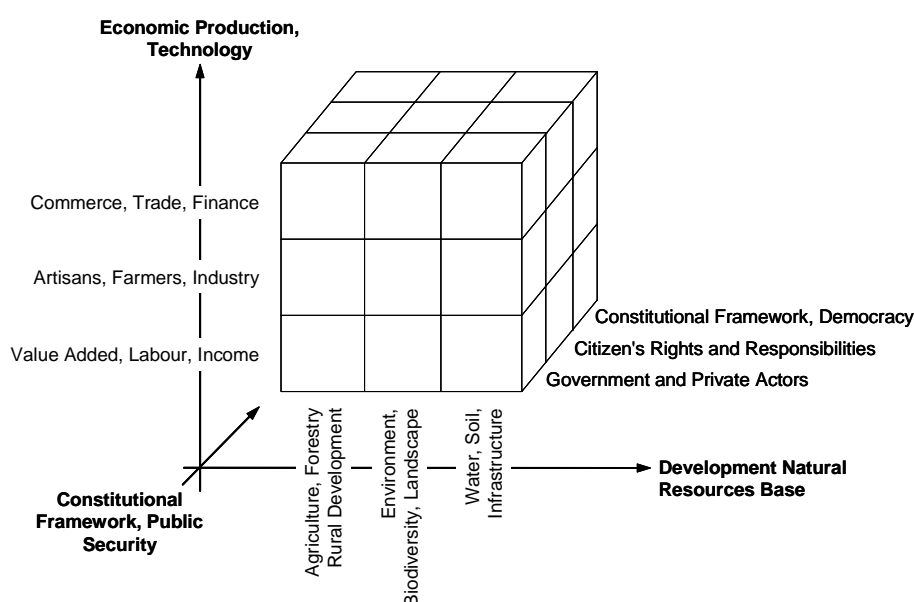 Economic Production,
Technology
Commerce, Trade, Finance
Artisans, Farmers, Industry
Value Added, Labour, Income
Constitutional Framework, Democracy
Citizen's Rights and Responsibilities
Government and Private Actors
Agriculture, Forestry
Rural Development
Environment,
Biodiversity, Landscape
Water, Soil,
Infrastructure
Development Natural
Resources Base
Constitutional
Framework, Public
Security